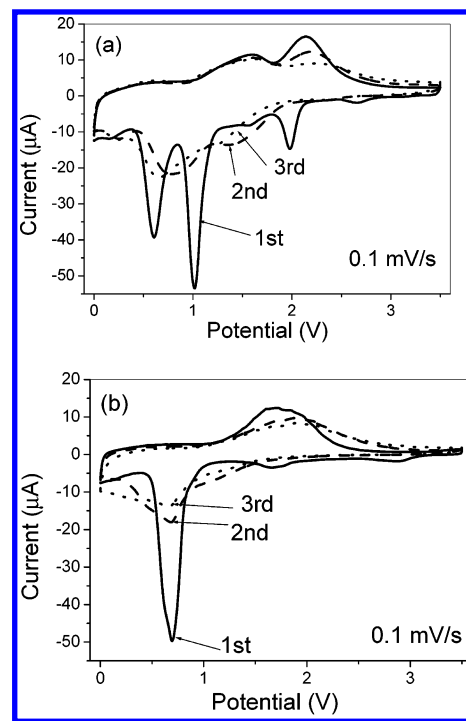 (a)
20
10
0
-10
-20
-30
-40
-50
Current (μA)
3rd
2nd
1st
0.1 mV/s
0 1 2 3
Potential (V)
(b)
20
10
0
-10
-20
-30
-40
-50
Current (μA)
3rd
2nd
1st
0.1 mV/s
0 1 2 3
Potential (V)